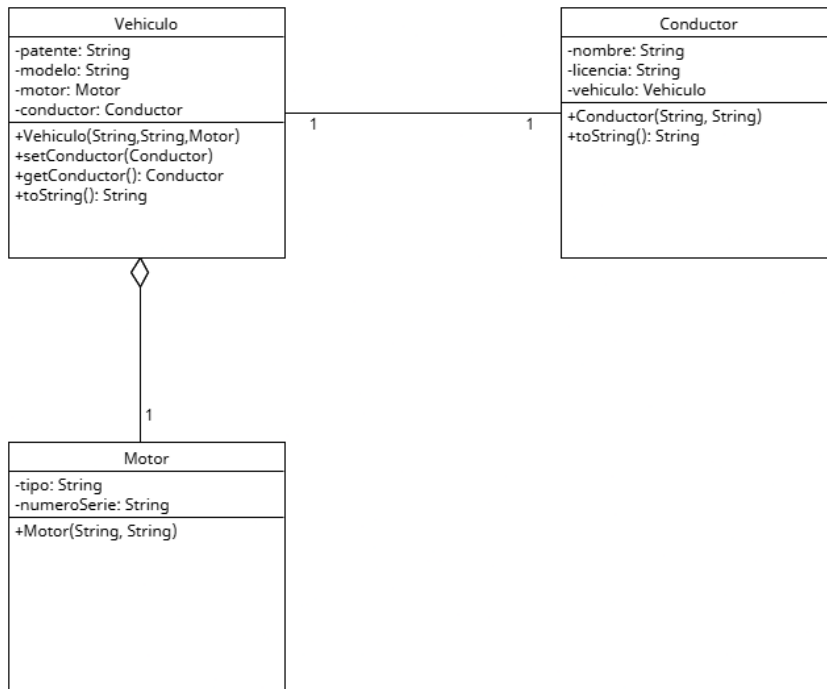 Vehiculo
-patente: String
-modelo: String
-motor: Motor
-conductor: Conductor
+Vehiculo(String,String,Motor)
+setConductor(Conductor)
+getConductor(): Conductor
+toString(): String
1
1
Conductor
-nombre: String
-licencia: String
-vehiculo: Vehiculo
+Conductor(String, String)
+toString(): String
1
Motor
-tipo: String
-numeroSerie: String
+Motor(String, String)